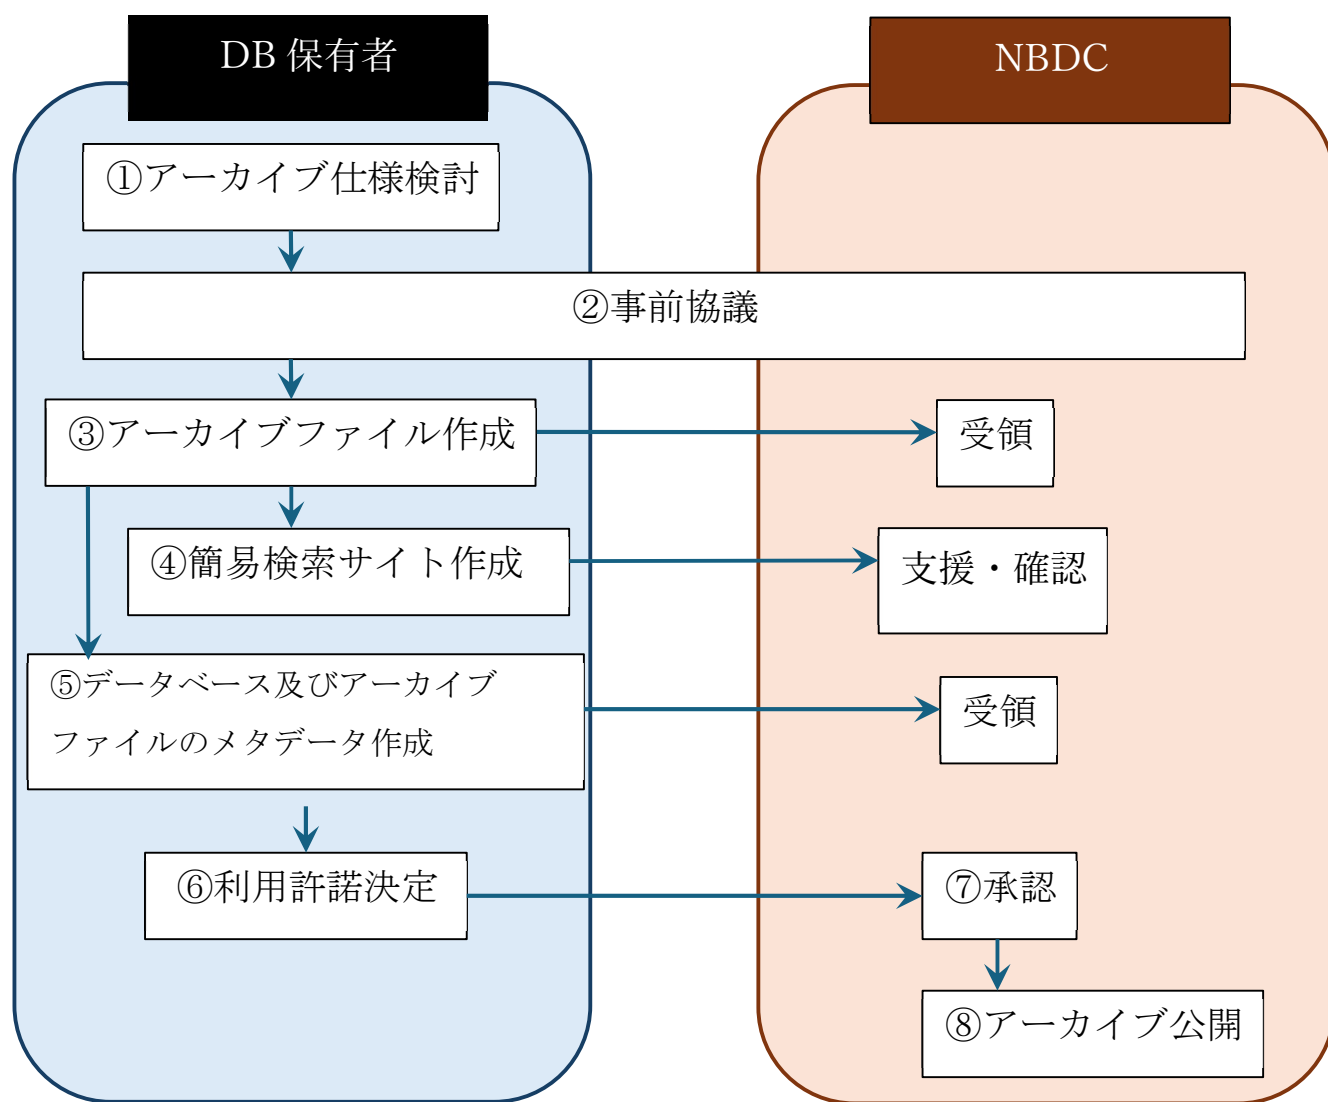 DB 保有者
NBDC
①アーカイブ仕様検討
②事前協議
③アーカイブファイル作成
受領
④簡易検索サイト作成
支援・確認
⑤データベース及びアーカイブ
ファイルのメタデータ作成
受領
⑥利用許諾決定
⑦承認
⑧アーカイブ公開